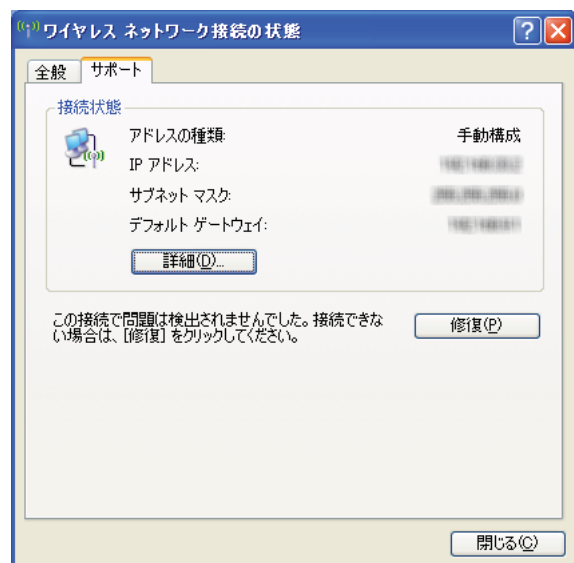 ワイヤレス ネットワーク接続の状態
全般 サポート
接続状態
アドレスの種類: 手動構成
IP アドレス:
サブネット マスク:
デフォルト ゲートウェイ:
詳細(D)...
この接続で問題は検出されませんでした。接続できな
い場合は、[修復] をクリックしてください。
修復(P)
閉じる(C)